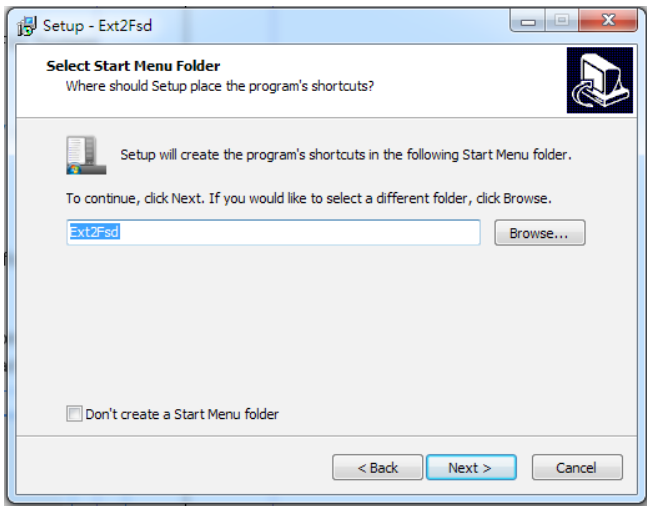 Setup - Ext2Fsd
Select Start Menu Folder
Where should Setup place the program's shortcuts?
Setup will create the program's shortcuts in the following Start Menu folder.
To continue, click Next. If you would like to select a different folder, click Browse.
Ext2Fsd
Browse...
Don't create a Start Menu folder
< Back
Next >
Cancel